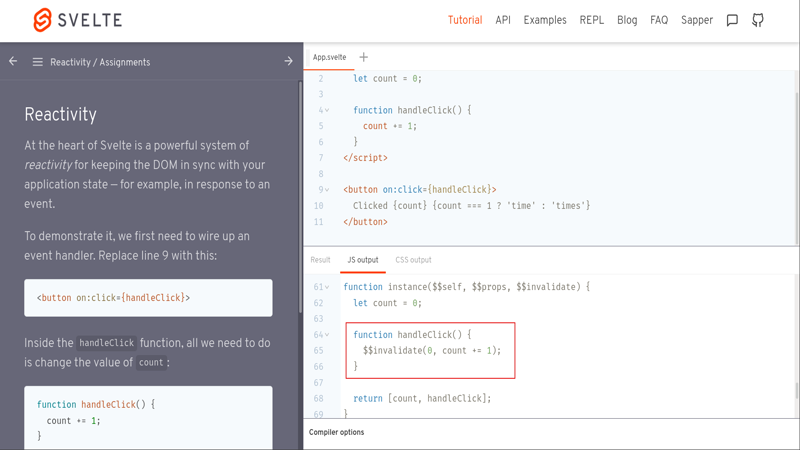 SVELTE
Tutorial API Examples REPL Blog FAQ Sapper
Reactivity / Assignments
Reactivity
At the heart of Svelte is a powerful system of
reactivity for keeping the DOM in sync with your
application state — for example, in response to an
event.
To demonstrate it, we first need to wire up an
event handler. Replace line 9 with this:
<button on:click={handleClick}>
Inside the handleClick function, all we need to do
is change the value of count :
function handleClick() {
count += 1;
}
App.svelte
2 let count = 0;
3
4 function handleClick() {
5 count += 1;
6 }
7 </script>
8
9 <button on:click={handleClick}>
10 Clicked {count} {count === 1 ? 'time' : 'times'}
11 </button>
Result JS output CSS output
61 function instance($$self, $$props, $$invalidate) {
62 let count = 0;
63
64 function handleClick() {
65 $$invalidate(0, count += 1);
66 }
67
68 return [count, handleClick];
69 }
Compiler options